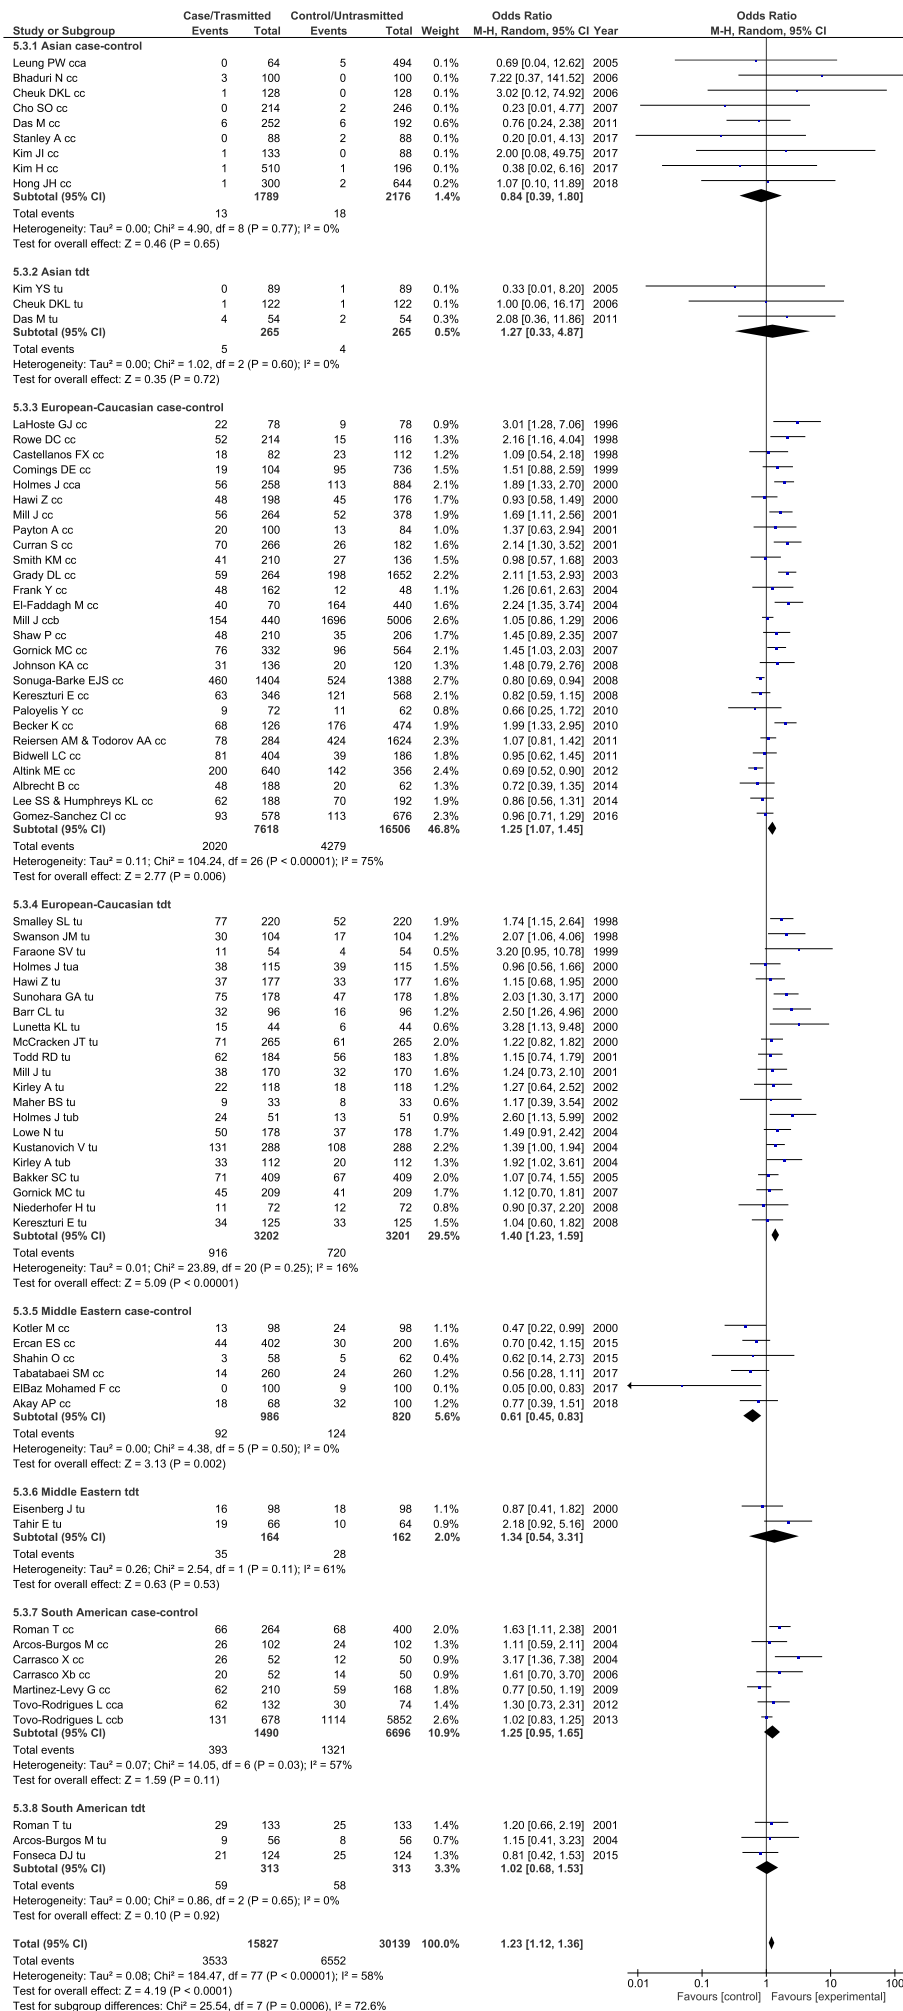 Case/Trasmitted Control/Untrasmitted Odds Ratio Odds Ratio
Study or Subgroup Events Total Events Total Weight M-H, Random, 95% CI Year M-H, Random, 95% CI
5.3.1 Asian case-control
Leung PW cca 0 64 5 494 0.1% 0.69 [0.04, 12.62] 2005
Bhaduri N cc 3 100 0 100 0.1% 7.22 [0.37, 141.52] 2006
Cheuk DKL cc 1 128 0 128 0.1% 3.02 [0.12, 74.92] 2006
Cho SO cc 0 214 2 246 0.1% 0.23 [0.01, 4.77] 2007
Das M cc 6 252 6 192 0.6% 0.76 [0.24, 2.38] 2011
Stanley A cc 0 88 2 88 0.1% 0.20 [0.01, 4.13] 2017
Kim JI cc 1 133 0 88 0.1% 2.00 [0.08, 49.75] 2017
Kim H cc 1 510 1 196 0.1% 0.38 [0.02, 6.16] 2017
Hong JH cc 1 300 2 644 0.2% 1.07 [0.10, 11.89] 2018
Subtotal (95% CI) 1789 2176 1.4% 0.84 [0.39, 1.80]
Total events 13 18
Heterogeneity: Tau² = 0.00; Chi² = 4.90, df = 8 (P = 0.77); I² = 0%
Test for overall effect: Z = 0.46 (P = 0.65)
5.3.2 Asian tdt
Kim YS tu 0 89 1 89 0.1% 0.33 [0.01, 8.20] 2005
Cheuk DKL tu 1 122 1 122 0.1% 1.00 [0.06, 16.17] 2006
Das M tu 4 54 2 54 0.3% 2.08 [0.36, 11.86] 2011
Subtotal (95% CI) 265 265 0.5% 1.27 [0.33, 4.87]
Total events 5 4
Heterogeneity: Tau² = 0.00; Chi² = 1.02, df = 2 (P = 0.60); I² = 0%
Test for overall effect: Z = 0.35 (P = 0.72)
5.3.3 European-Caucasian case-control
LaHoste GJ cc 22 78 9 78 0.9% 3.01 [1.28, 7.06] 1996
Rowe DC cc 52 214 15 116 1.3% 2.16 [1.16, 4.04] 1998
Castellanos FX cc 18 82 23 112 1.2% 1.09 [0.54, 2.18] 1998
Comings DE cc 19 104 95 736 1.5% 1.51 [0.88, 2.59] 1999
Holmes J cca 56 258 113 884 2.1% 1.89 [1.33, 2.70] 2000
Hawi Z cc 48 198 45 176 1.7% 0.93 [0.58, 1.49] 2000
Mill J cc 56 264 52 378 1.9% 1.69 [1.11, 2.56] 2001
Payton A cc 20 100 13 84 1.0% 1.37 [0.63, 2.94] 2001
Curran S cc 70 266 26 182 1.6% 2.14 [1.30, 3.52] 2001
Smith KM cc 41 210 27 136 1.5% 0.98 [0.57, 1.68] 2003
Grady DL cc 59 264 198 1652 2.2% 2.11 [1.53, 2.93] 2003
Frank Y cc 48 162 12 48 1.1% 1.26 [0.61, 2.63] 2004
El-Faddagh M cc 40 70 164 440 1.6% 2.24 [1.35, 3.74] 2004
Mill J ccb 154 440 1696 5006 2.6% 1.05 [0.86, 1.29] 2006
Shaw P cc 48 210 35 206 1.7% 1.45 [0.89, 2.35] 2007
Gornick MC cc 76 332 96 564 2.1% 1.45 [1.03, 2.03] 2007
Johnson KA cc 31 136 20 120 1.2% 1.48 [0.79, 2.76] 2008
Sonuga-Barke EJS cc 460 1404 524 1388 2.7% 0.80 [0.69, 0.94] 2008
Kereszturi E cc 63 346 121 568 2.1% 0.82 [0.59, 1.15] 2008
Paloyelis Y cc 9 72 11 62 0.8% 0.66 [0.25, 1.72] 2010
Becker K cc 68 126 176 474 1.9% 1.99 [1.33, 2.95] 2010
Reiersen AM & Todorov AA cc 78 284 424 1624 2.3% 1.07 [0.81, 1.42] 2011
Bidwell LC cc 81 404 39 186 1.8% 0.95 [0.62, 1.45] 2011
Altink ME cc 200 640 142 356 2.3% 0.69 [0.52, 0.90] 2012
Albrecht B cc 48 188 20 62 1.2% 0.72 [0.39, 1.35] 2014
Lee SS & Humphreys KL cc 62 188 70 192 1.8% 0.86 [0.56, 1.31] 2014
Gomez-Sanchez CI cc 93 578 113 676 2.3% 0.96 [0.71, 1.29] 2016
Subtotal (95% CI) 7618 16506 46.8% 1.25 [1.07, 1.45]
Total events 2020 4279
Heterogeneity: Tau² = 0.11; Chi² = 104.24, df = 26 (P < 0.00001); I² = 75%
Test for overall effect: Z = 2.77 (P = 0.006)
5.3.4 European-Caucasian tdt
Smalley SL tu 77 220 52 220 1.9% 1.74 [1.15, 2.64] 1998
Swanson JM tu 30 104 17 104 1.2% 2.07 [1.06, 4.06] 1998
Faraone SV tu 11 54 4 54 0.5% 3.20 [0.95, 10.78] 1999
Holmes J tua 38 115 39 115 1.5% 0.96 [0.56, 1.66] 2000
Hawi Z tu 37 177 33 177 1.5% 1.15 [0.68, 1.95] 2000
Sunohara GA tu 75 178 47 178 1.8% 2.03 [1.30, 3.17] 2000
Barr CL tu 32 96 16 96 1.2% 2.50 [1.26, 4.96] 2000
Lunetta KL tu 15 44 6 44 0.6% 3.28 [1.13, 9.48] 2000
McCracken JT tu 71 265 61 265 1.9% 1.22 [0.82, 1.82] 2000
Todd RD tu 62 184 56 183 1.8% 1.15 [0.74, 1.79] 2001
Mill J tu 38 170 32 170 1.5% 1.24 [0.73, 2.10] 2001
Kirley A tu 22 118 18 118 1.2% 1.27 [0.64, 2.52] 2002
Maher BS tu 9 33 8 33 0.6% 1.17 [0.39, 3.54] 2002
Holmes J tub 24 51 13 51 0.9% 2.60 [1.13, 5.99] 2002
Lowe N tu 50 178 37 178 1.6% 1.49 [0.91, 2.42] 2004
Kustanovich V tu 131 288 108 288 2.2% 1.39 [1.00, 1.94] 2004
Kirley A tub 33 112 20 112 1.3% 1.92 [1.02, 3.61] 2004
Bakker SC tu 71 409 67 409 2.0% 1.07 [0.74, 1.55] 2005
Gornick MC tu 45 209 41 209 1.7% 1.12 [0.70, 1.81] 2007
Niederhofer H tu 11 72 12 72 0.8% 0.90 [0.37, 2.20] 2008
Kereszturi E tu 34 125 33 125 1.5% 1.04 [0.60, 1.82] 2008
Subtotal (95% CI) 3202 3201 29.5% 1.40 [1.23, 1.59]
Total events 916 720
Heterogeneity: Tau² = 0.01; Chi² = 23.89, df = 20 (P = 0.25); I² = 16%
Test for overall effect: Z = 5.09 (P < 0.00001)
5.3.5 Middle Eastern case-control
Kotler M cc 13 98 24 98 1.1% 0.47 [0.22, 0.99] 2000
Ercan ES cc 44 402 30 200 1.6% 0.70 [0.42, 1.15] 2015
Shahin O cc 3 58 5 62 0.4% 0.62 [0.14, 2.73] 2015
Tabatabaei SM cc 14 260 24 260 1.2% 0.56 [0.28, 1.11] 2017
ElBaz Mohamed F cc 0 100 9 100 0.1% 0.05 [0.00, 0.83] 2017
Akay AP cc 18 68 32 100 1.2% 0.77 [0.39, 1.51] 2018
Subtotal (95% CI) 986 820 5.6% 0.61 [0.45, 0.83]
Total events 92 124
Heterogeneity: Tau² = 0.00; Chi² = 4.38, df = 5 (P = 0.50); I² = 0%
Test for overall effect: Z = 3.13 (P = 0.002)
5.3.6 Middle Eastern tdt
Eisenberg J tu 16 98 18 98 1.1% 0.87 [0.41, 1.82] 2000
Tahir E tu 19 66 10 64 0.9% 2.18 [0.92, 5.16] 2000
Subtotal (95% CI) 164 162 2.0% 1.34 [0.54, 3.31]
Total events 35 28
Heterogeneity: Tau² = 0.26; Chi² = 2.54, df = 1 (P = 0.11); I² = 61%
Test for overall effect: Z = 0.63 (P = 0.53)
5.3.7 South American case-control
Roman T cc 66 264 68 400 2.0% 1.63 [1.11, 2.38] 2001
Arcos-Burgos M cc 26 102 24 102 1.3% 1.11 [0.59, 2.11] 2004
Carrasco X cc 26 52 12 50 0.9% 3.17 [1.36, 7.38] 2004
Carrasco Xb cc 20 52 14 50 0.9% 1.61 [0.70, 3.70] 2006
Martinez-Levy G cc 62 210 59 168 1.8% 0.77 [0.50, 1.19] 2009
Tovo-Rodrigues L cca 62 132 30 74 1.4% 1.30 [0.73, 2.31] 2012
Tovo-Rodrigues L ccb 131 678 1114 5852 2.6% 1.02 [0.83, 1.25] 2013
Subtotal (95% CI) 1490 6696 10.9% 1.25 [0.95, 1.65]
Total events 393 1321
Heterogeneity: Tau² = 0.07; Chi² = 14.05, df = 6 (P = 0.03); I² = 57%
Test for overall effect: Z = 1.59 (P = 0.11)
5.3.8 South American tdt
Roman T tu 29 133 25 133 1.4% 1.20 [0.66, 2.19] 2001
Arcos-Burgos M tu 9 56 8 56 0.7% 1.15 [0.41, 3.23] 2004
Fonseca DJ tu 21 124 25 124 1.3% 0.81 [0.42, 1.53] 2015
Subtotal (95% CI) 313 313 3.3% 1.02 [0.68, 1.53]
Total events 59 58
Heterogeneity: Tau² = 0.00; Chi² = 0.86, df = 2 (P = 0.65); I² = 0%
Test for overall effect: Z = 0.10 (P = 0.92)
Total (95% CI) 15827 30139 100.0% 1.23 [1.12, 1.36]
Total events 3533 6552
Heterogeneity: Tau² = 0.08; Chi² = 184.47, df = 77 (P < 0.00001); I² = 58%
Test for overall effect: Z = 4.19 (P < 0.0001)
Test for subgroup differences: Chi² = 25.54, df = 7 (P = 0.0006), I² = 72.6%
0.01 0.1 1 10 100
Favours [control] Favours [experimental]